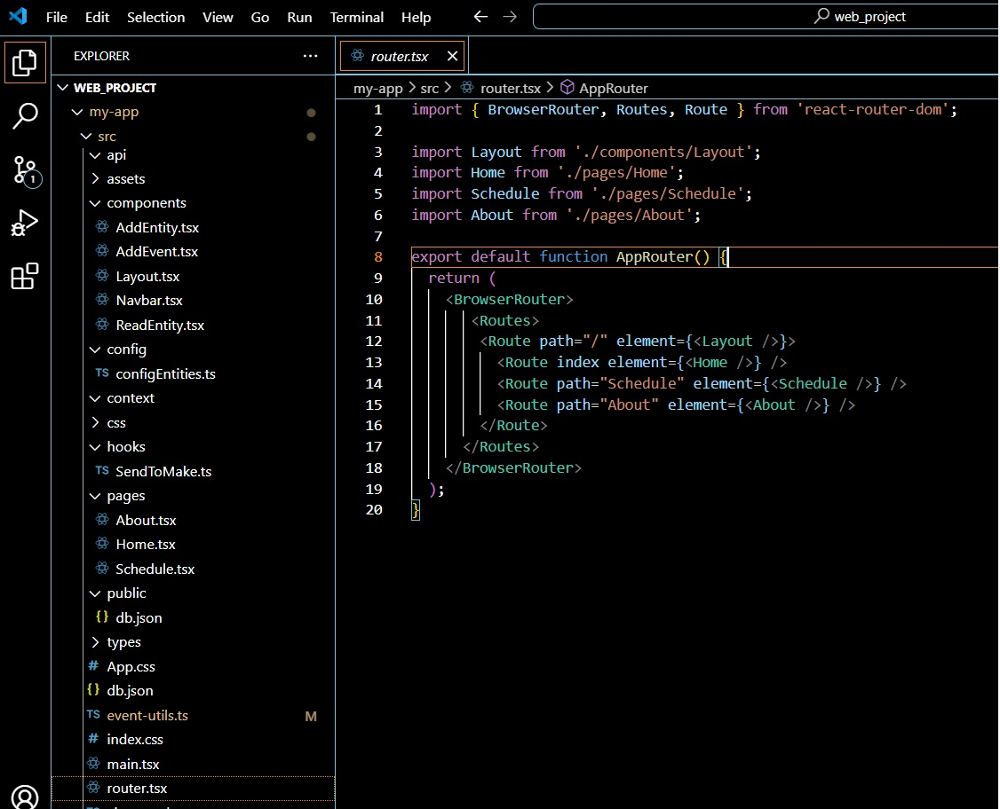 File Edit Selection View Go Run Terminal Help
web_project
EXPLORER
WEB_PROJECT
my-app
src
api
assets
components
AddEntity.tsx
AddEvent.tsx
Layout.tsx
Navbar.tsx
ReadEntity.tsx
config
TS configEntities.ts
context
css
hooks
TS SendToMake.ts
pages
About.tsx
Home.tsx
Schedule.tsx
public
{} db.json
types
# App.css
{} db.json
TS event-utils.ts M
# index.css
main.tsx
router.tsx
1
router.tsx
my-app > src > router.tsx > AppRouter
1 import { BrowserRouter, Routes, Route } from 'react-router-dom';
2
3 import Layout from './components/Layout';
4 import Home from './pages/Home';
5 import Schedule from './pages/Schedule';
6 import About from './pages/About';
7
8 export default function AppRouter() {
9 return (
10 <BrowserRouter>
11 <Routes>
12 <Route path="/" element={<Layout />}>
13 <Route index element={<Home />} />
14 <Route path="Schedule" element={<Schedule />} />
15 <Route path="About" element={<About />} />
16 </Route>
17 </Routes>
18 </BrowserRouter>
19 );
20 }